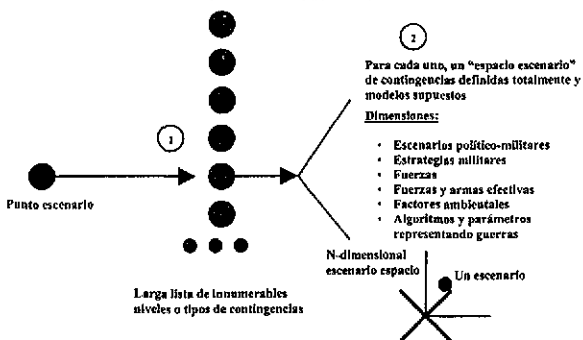 2
Para cada uno, un "espacio escenario"
de contingencias definidas totalmente y
modelos supuestos
Dimensiones:
• Escenarios político-militares
• Estrategias militares
• Fuerzas
• Fuerzas y armas efectivas
• Factores ambientales
• Algoritmos y parámetros
representando guerras
1
Punto escenario
N-dimensional
escenario espacio
Un escenario
Larga lista de innumerables
niveles o tipos de contingencias